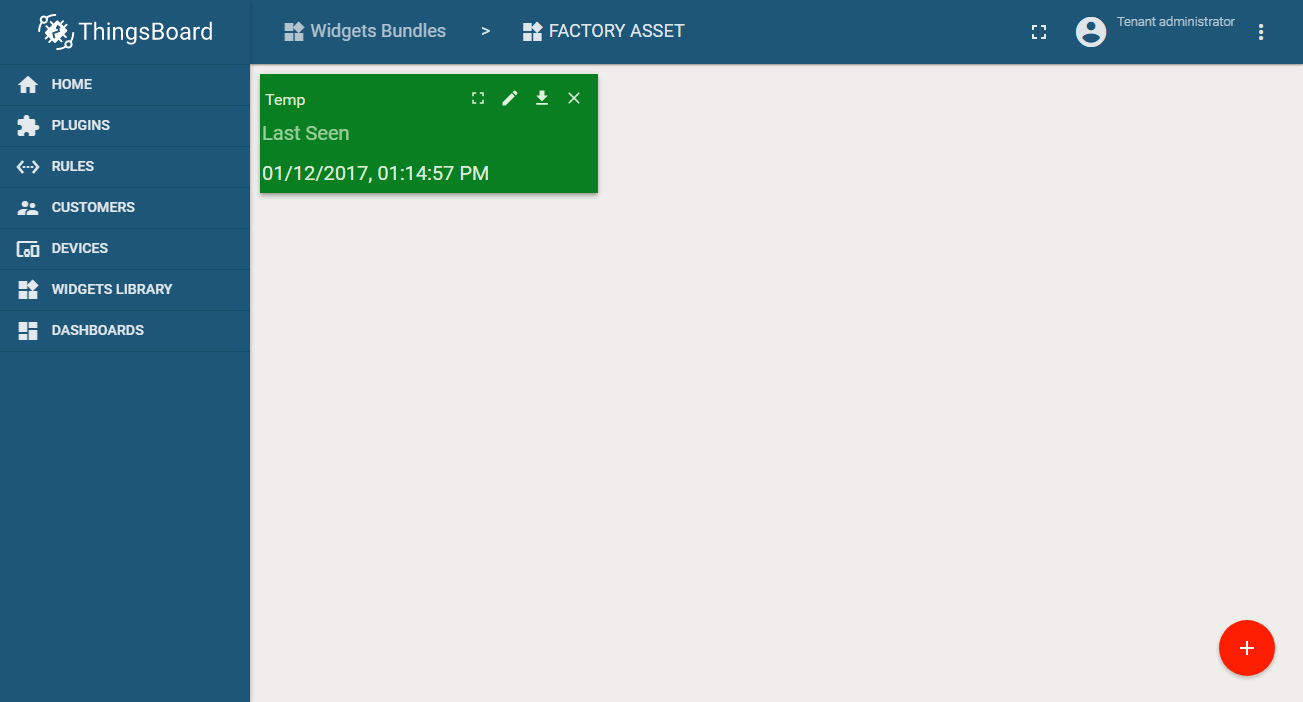 ThingsBoard
Widgets Bundles > FACTORY ASSET
Tenant administrator
HOME
PLUGINS
RULES
CUSTOMERS
DEVICES
WIDGETS LIBRARY
DASHBOARDS
Temp
Last Seen
01/12/2017, 01:14:57 PM